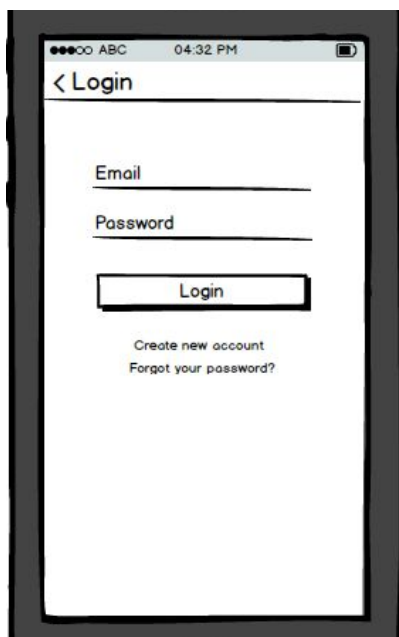 ABC 04:32 PM
< Login
Email
Password
Login
Create new account
Forgot your password?